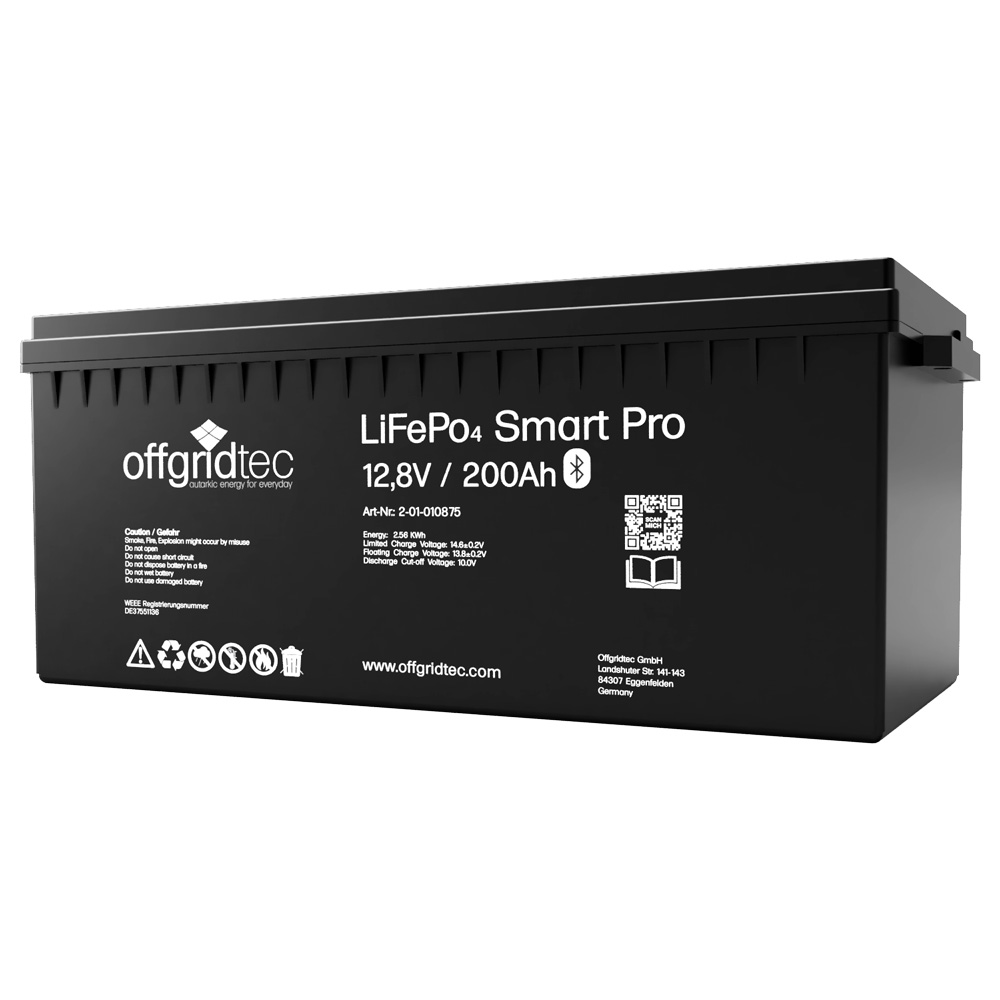 offgridtec
autarkic energy for everyday
LiFePo4 Smart Pro
12,8V / 200Ah
Art-Nr.: 2-01-010875
Energy: 2.56 KWh
Limited Charge Voltage: 14.6±0.2V
Floating Charge Voltage: 13.8±0.2V
Discharge Cut-off Voltage: 10.0V
SCAN
MICH
Caution / Gefahr
Smoke, Fire, Explosion might occur by misuse
Do not open
Do not cause short circuit
Do not dispose battery in a fire
Do not wet battery
Do not use damaged battery
WEEE Registrierungsnummer
DE37551136
www.offgridtec.com
Offgridtec GmbH
Landshuter Str. 141-143
84307 Eggenfelden
Germany